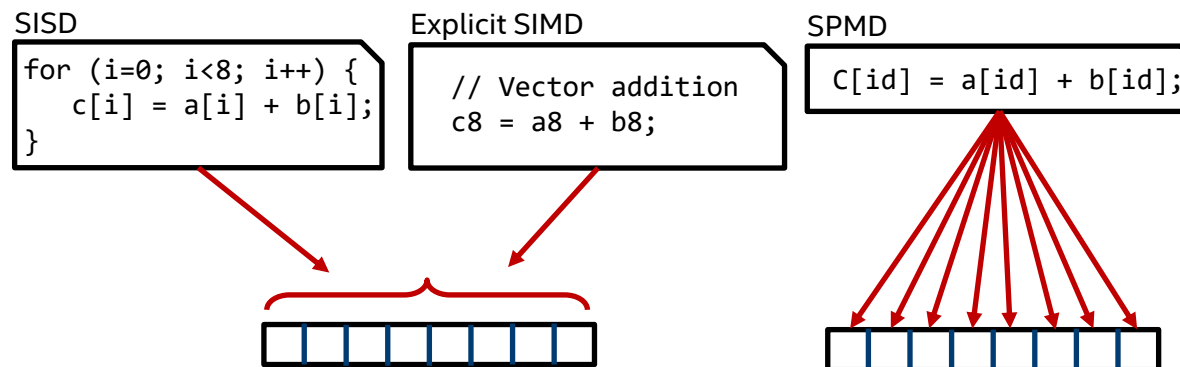 SISD
for (i=0; i<8; i++) {
   c[i] = a[i] + b[i];
}
Explicit SIMD
// Vector addition
c8 = a8 + b8;
SPMD
C[id] = a[id] + b[id];